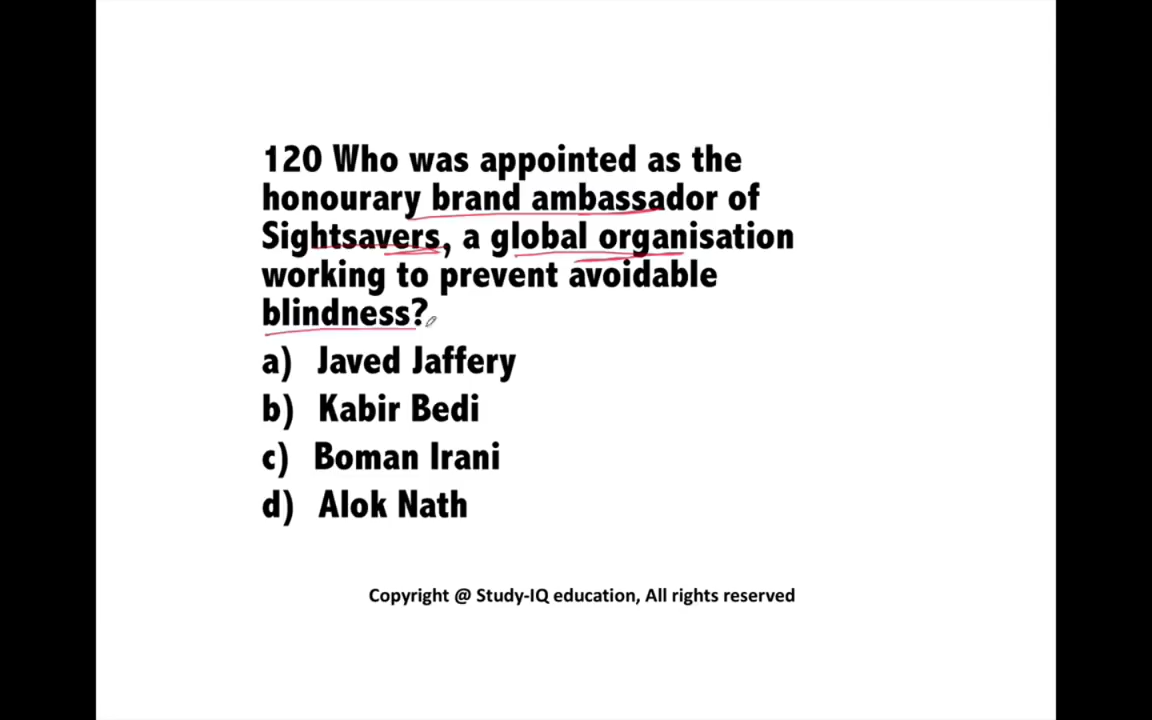 120 Who was appointed as the
honourary brand ambassador of
Sightsavers, a global organisation
working to prevent avoidable
blindness?
a) Javed Jaffery
b) Kabir Bedi
c) Boman Irani
d) Alok Nath
Copyright @ Study-IQ education, All rights reserved